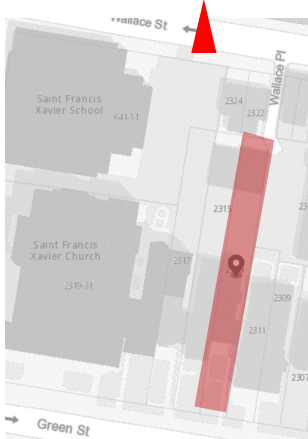 Wallace St
Wallace Pl
Saint Francis
Xavier School
641-51
2324
2322
2315
Saint Francis
Xavier Church
2319-31
2317
2309
2311
2307
Green St